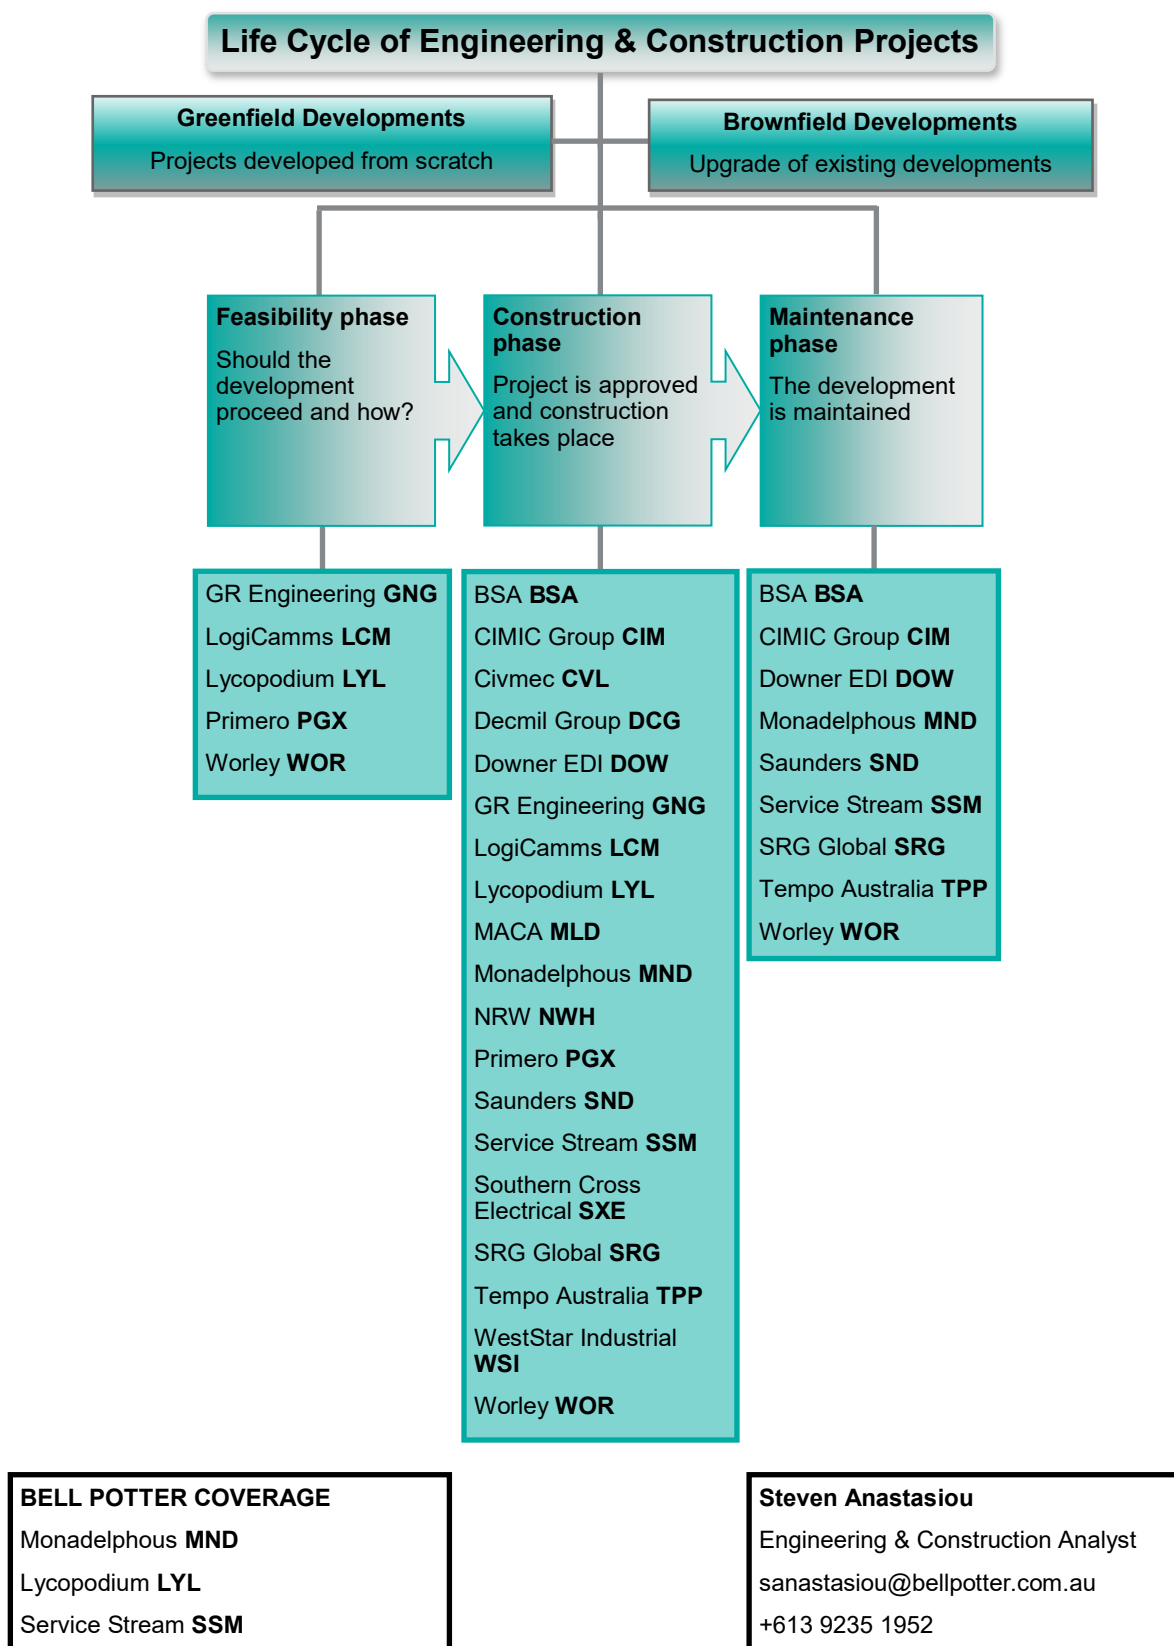 Life Cycle of Engineering & Construction Projects
Greenfield Developments
Projects developed from scratch
Brownfield Developments
Upgrade of existing developments
Feasibility phase
Should the
development
proceed and how?
Construction
phase
Project is approved
and construction
takes place
Maintenance
phase
The development
is maintained
GR Engineering GNG
LogiCamms LCM
Lycopodium LYL
Primero PGX
Worley WOR
BSA BSA
CIMIC Group CIM
Civmec CVL
Decmil Group DCG
Downer EDI DOW
GR Engineering GNG
LogiCamms LCM
Lycopodium LYL
MACA MLD
Monadelphous MND
NRW NWH
Primero PGX
Saunders SND
Service Stream SSM
Southern Cross
Electrical SXE
SRG Global SRG
Tempo Australia TPP
WestStar Industrial
WSI
Worley WOR
BSA BSA
CIMIC Group CIM
Downer EDI DOW
Monadelphous MND
Saunders SND
Service Stream SSM
SRG Global SRG
Tempo Australia TPP
Worley WOR
BELL POTTER COVERAGE
Monadelphous MND
Lycopodium LYL
Service Stream SSM
Steven Anastasiou
Engineering & Construction Analyst
sanastasiou@bellpotter.com.au
+613 9235 1952